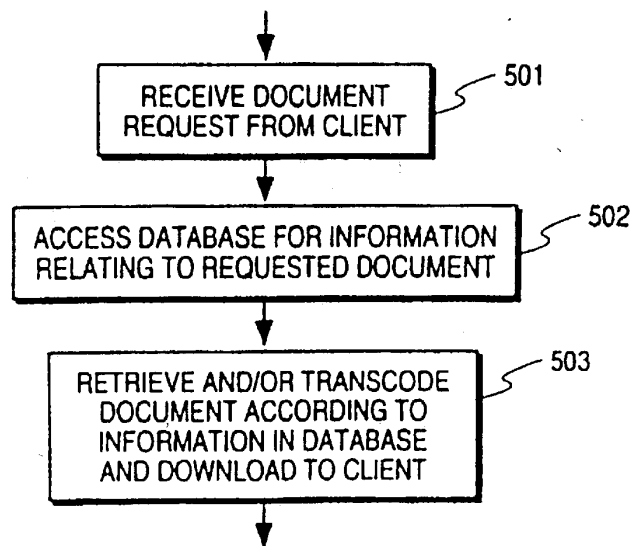 RECEIVE DOCUMENT
REQUEST FROM CLIENT
501
ACCESS DATABASE FOR INFORMATION
RELATING TO REQUESTED DOCUMENT
502
RETRIEVE AND/OR TRANSCODE
DOCUMENT ACCORDING TO
INFORMATION IN DATABASE
AND DOWNLOAD TO CLIENT
503